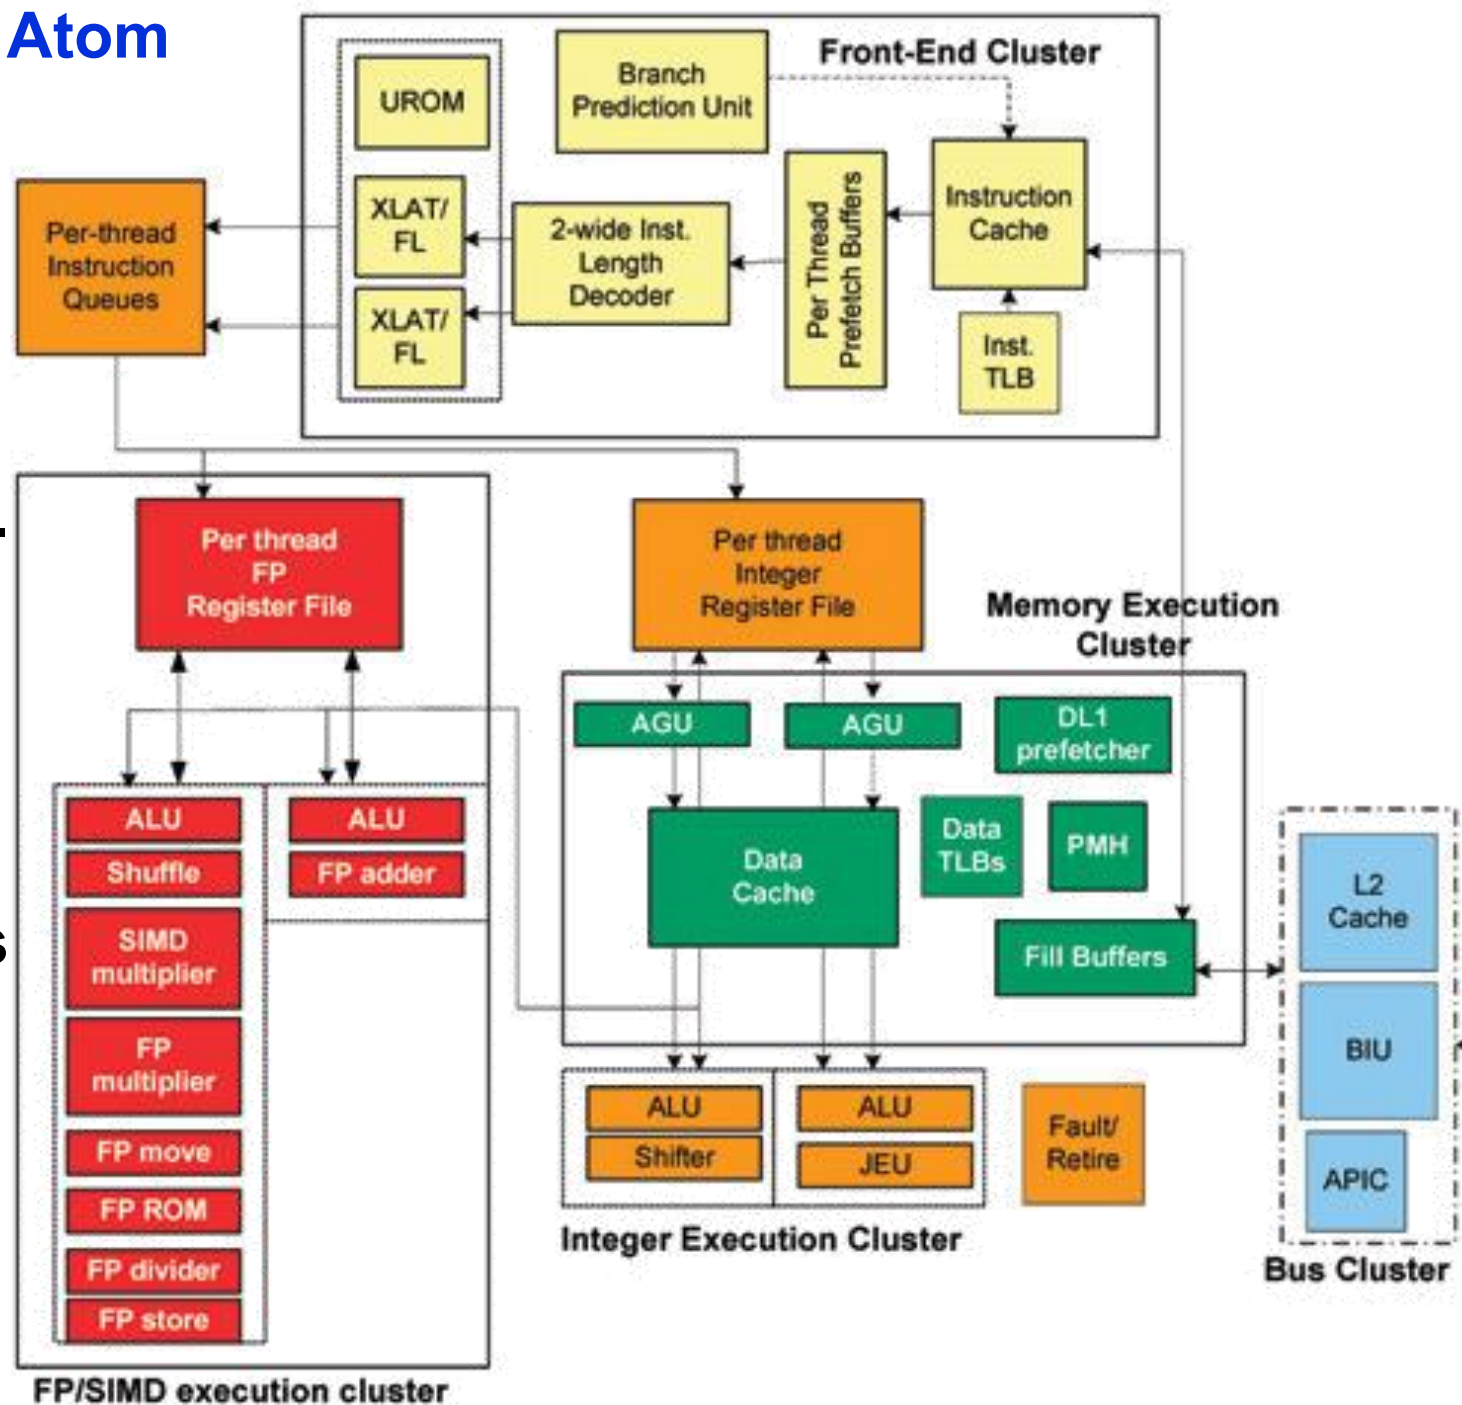 Atom
Front-End Cluster
UROM
Branch
Prediction Unit
XLAT/
FL
XLAT/
FL
2-wide Inst.
Length
Decoder
Per Thread
Prefetch Buffers
Instruction
Cache
Inst.
TLB
Per-thread
Instruction
Queues
Per thread
FP
Register File
Per thread
Integer
Register File
Memory Execution
Cluster
AGU
AGU
DL1
prefetcher
Data
Cache
Data
TLBs
PMH
Fill Buffers
ALU
Shuffle
SIMD
multiplier
FP
multiplier
FP move
FP ROM
FP divider
FP store
ALU
FP adder
FP/SIMD execution cluster
ALU
Shifter
ALU
JEU
Integer Execution Cluster
Fault/
Retire
L2
Cache
BIU
APIC
Bus Cluster